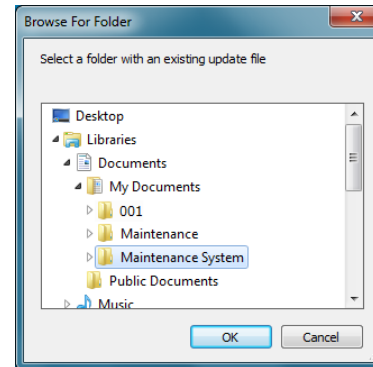 Browse For Folder
Select a folder with an existing update file
Desktop
Libraries
Documents
My Documents
001
Maintenance
Maintenance System
Public Documents
Music
OK Cancel